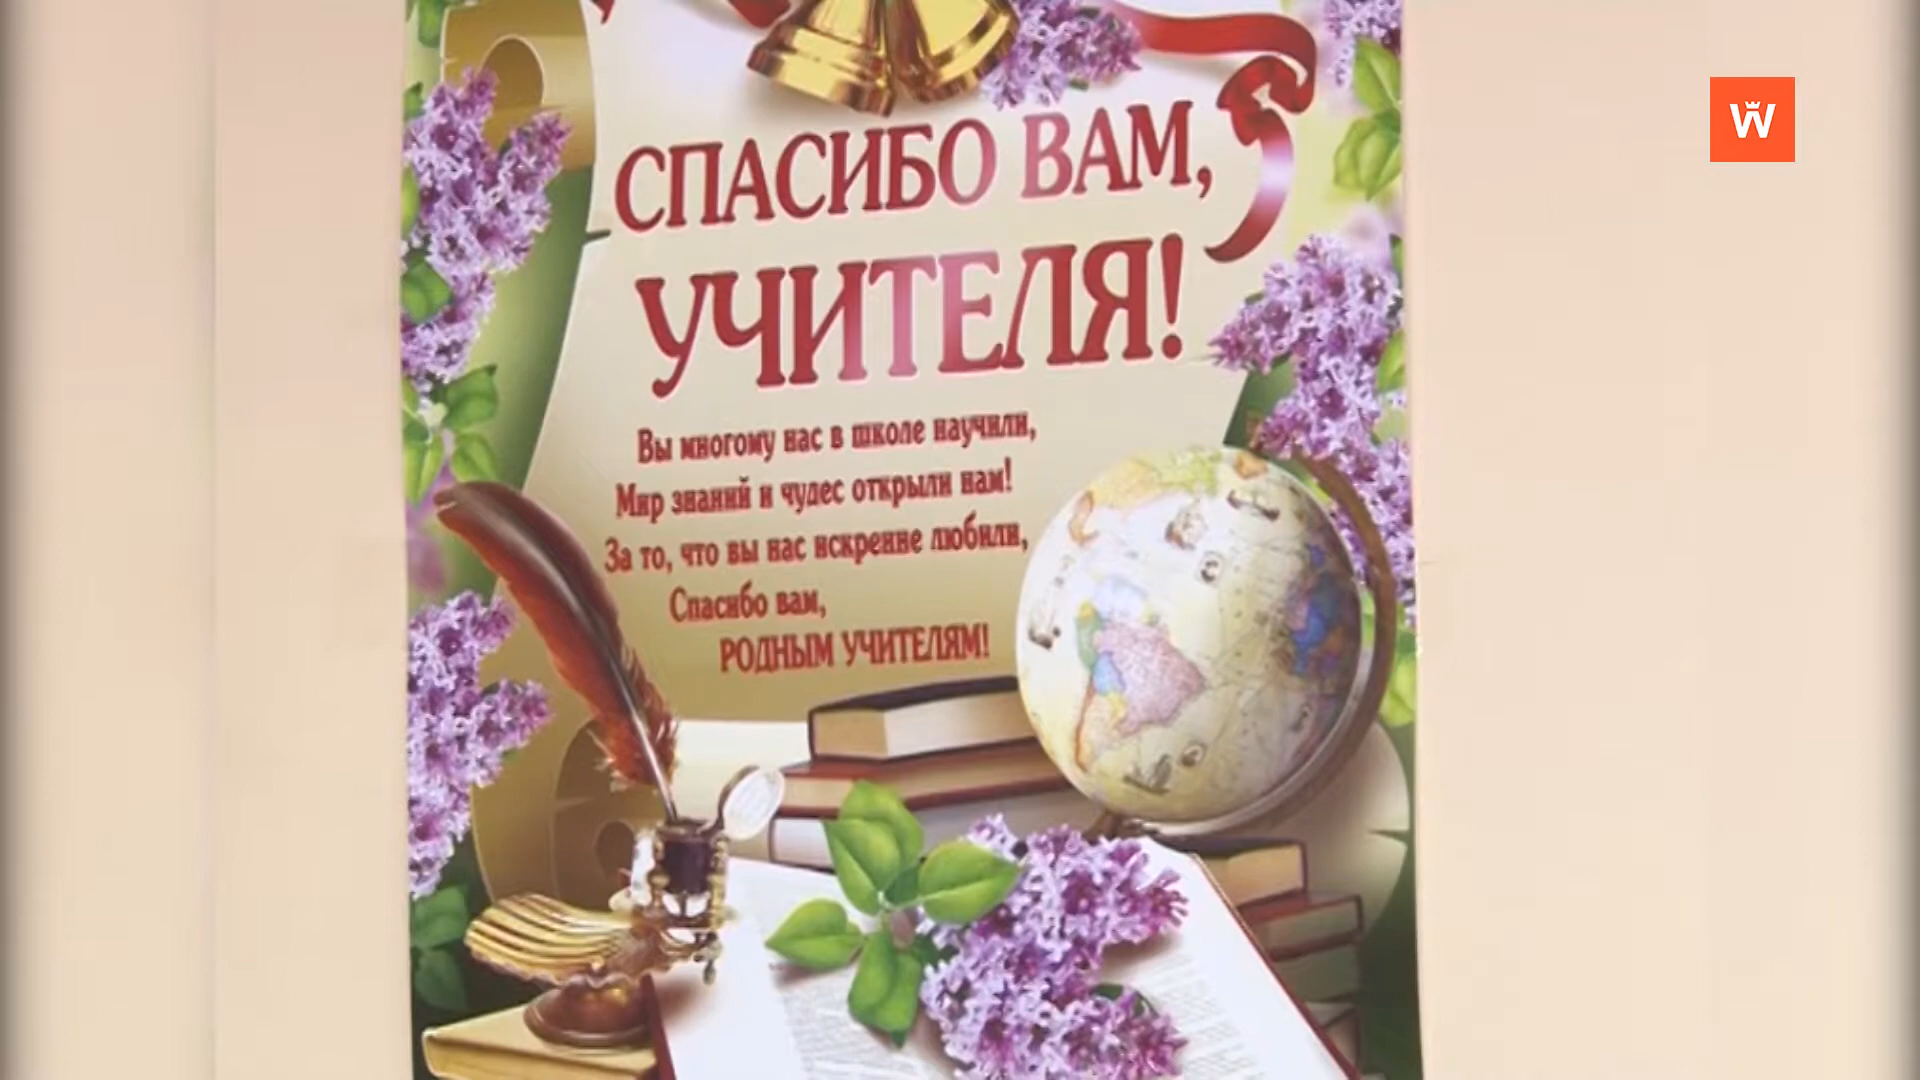 W
СПАСИБО ВАМ,
УЧИТЕЛЯ!
Вы многому нас в школе научили,
Мир знаний и чудес открыли нам!
За то, что вы нас искренне любили,
Спасибо вам,
РОДНЫМ УЧИТЕЛЯМ!